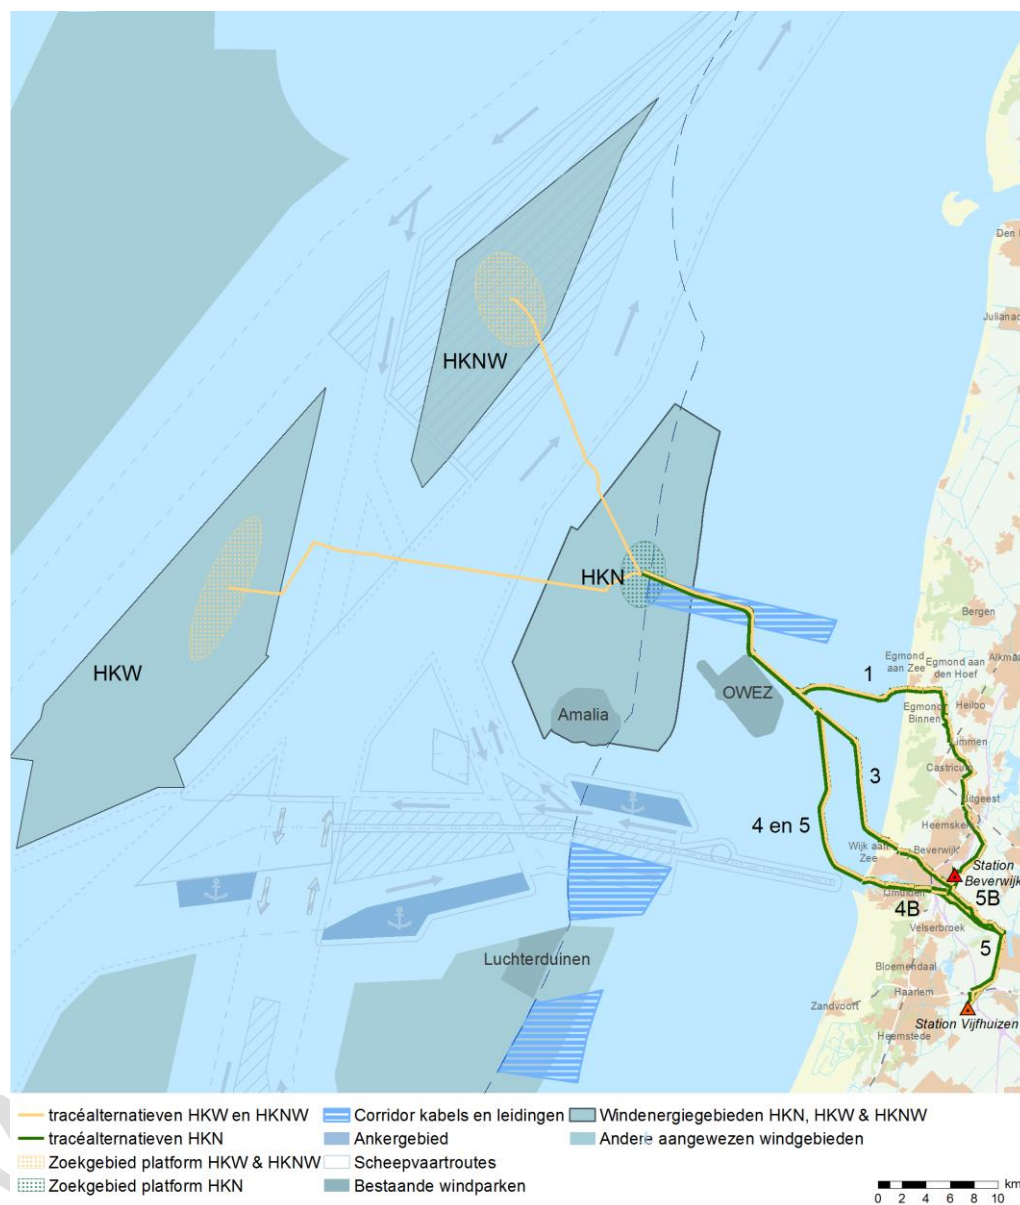 Den
Julianad
HKNW
HKN
Bergen
Egmond aan Zee
Egmond aan den Hoef
Alkmaa
1
HKW
OWEZ
Egmond Binnen
Heiloo
Amalia
Limmen
3
Castricum
Uitgeest
4 en 5
Heemskerk
Wijk aan Zee
Beverwijk
Station Beverwijk
4B
5B
Velserbroek
5
Luchterduinen
Bloemendaal
Haarlem
Zandvoort
Station Vijfhuizen
Heemstede
tracéalternatieven HKW en HKNW
tracéalternatieven HKN
Zoekgebied platform HKW & HKNW
Zoekgebied platform HKN
Corridor kabels en leidingen
Ankergebied
Scheepvaartroutes
Bestaande windparken
Windenergiegebieden HKN, HKW & HKNW
Andere aangewezen windgebieden
km
0 2 4 6 8 10